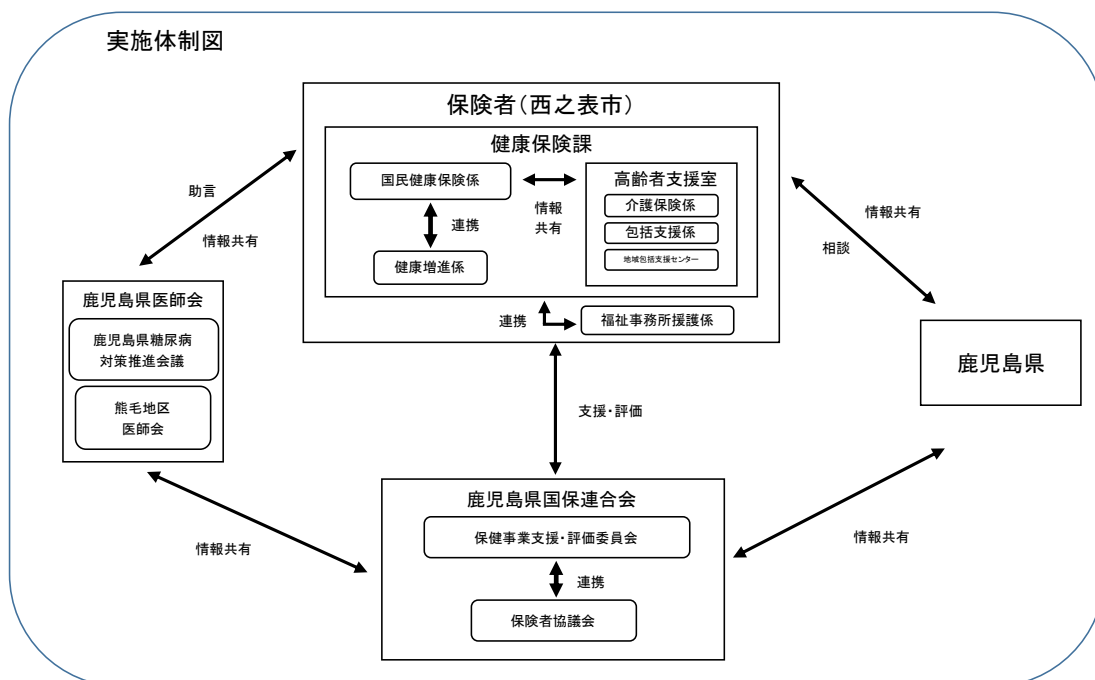 実施体制図
保険者（西之表市）
健康保険課
国民健康保険係
連携
健康増進係
情報
共有
高齢者支援室
介護保険係
包括支援係
地域包括支援センター
連携
福祉事務所援護係
助言
情報共有
情報共有
相談
鹿児島県医師会
鹿児島県糖尿病
対策推進会議
熊毛地区
医師会
鹿児島県
支援・評価
鹿児島県国保連合会
保健事業支援・評価委員会
連携
保険者協議会
情報共有
情報共有